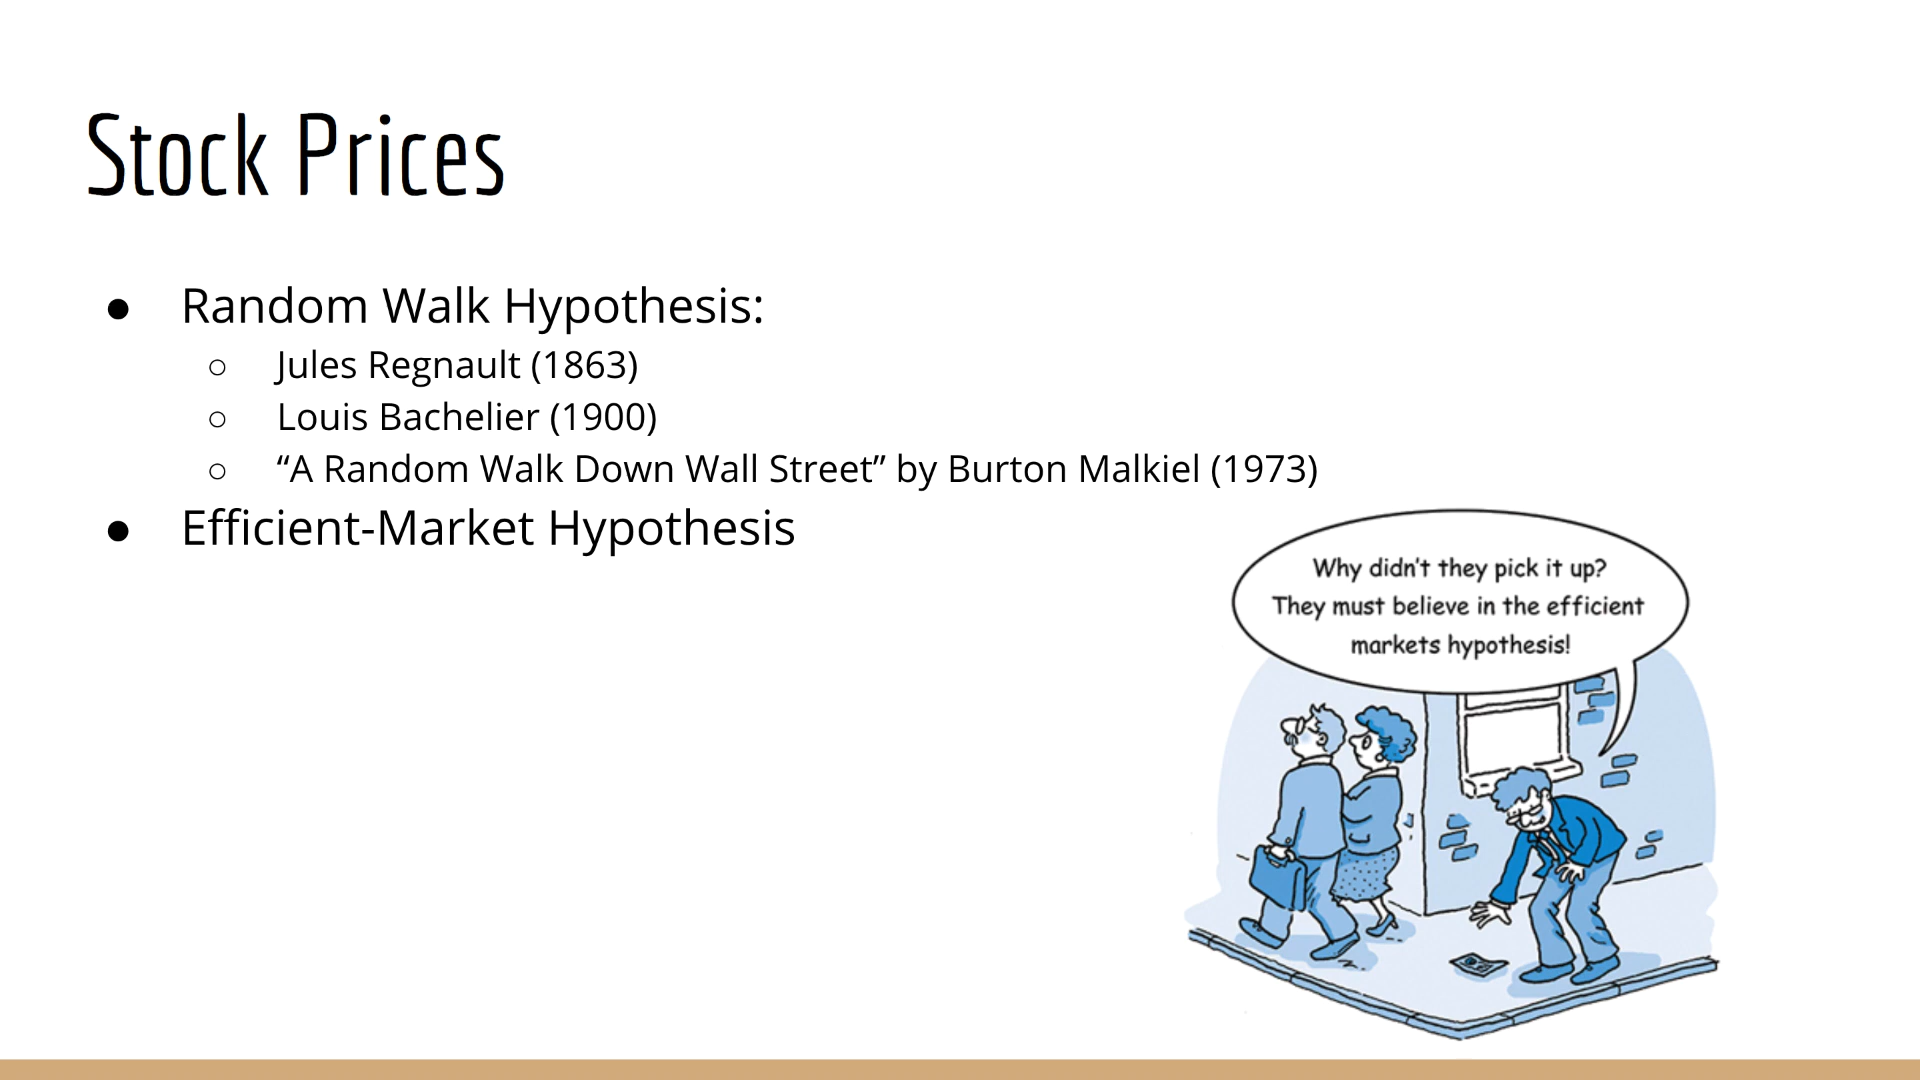 Stock Prices
● Random Walk Hypothesis:
○ Jules Regnault (1863)
○ Louis Bachelier (1900)
○ “A Random Walk Down Wall Street” by Burton Malkiel (1973)
● Efficient-Market Hypothesis
Why didn't they pick it up?
They must believe in the efficient
markets hypothesis!